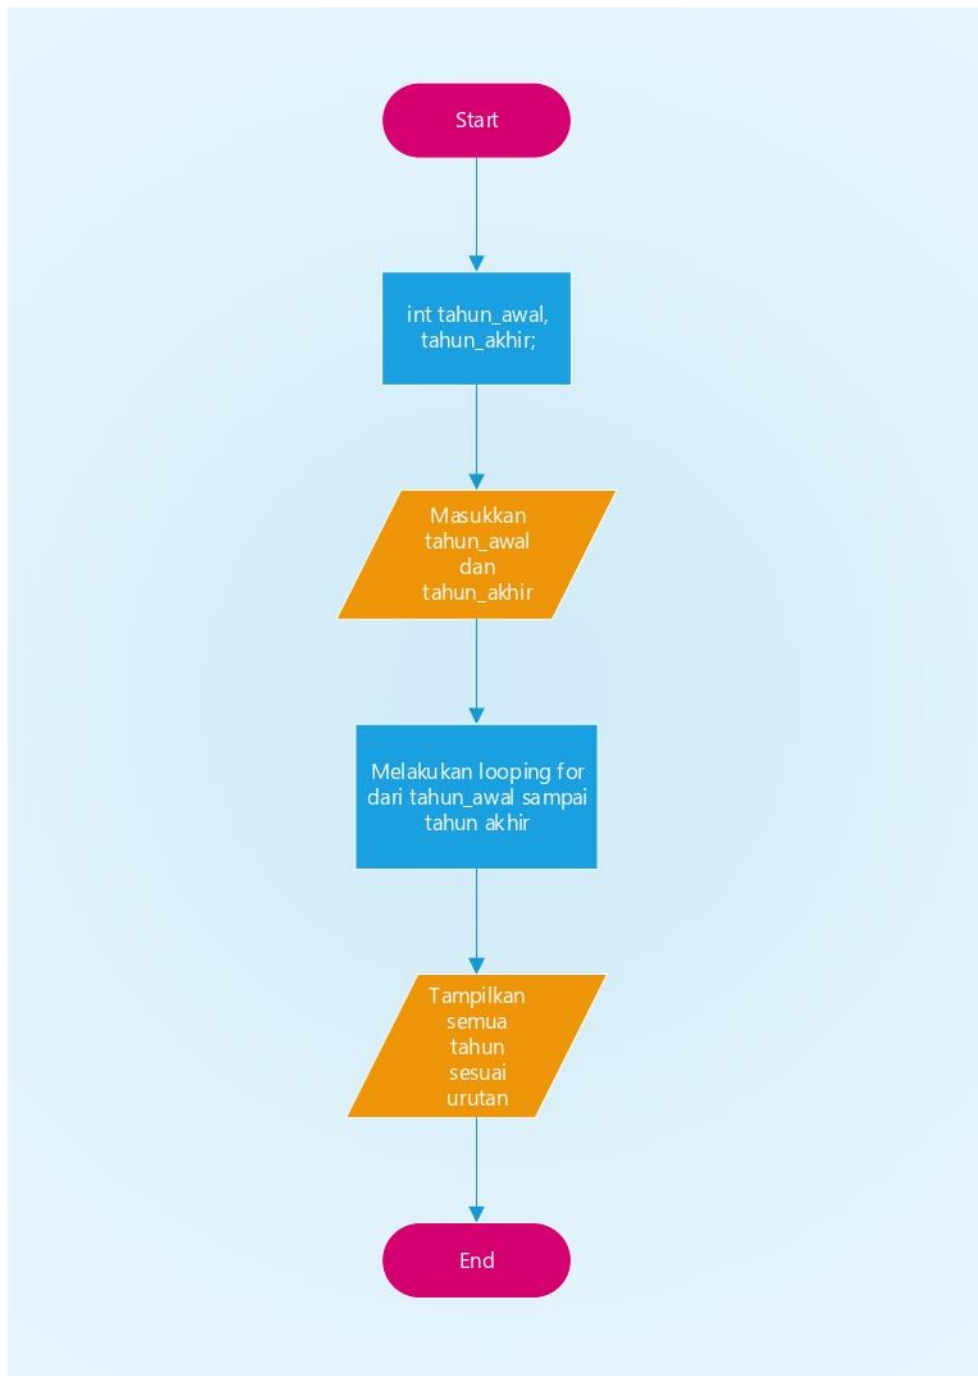 Start
int tahun_awal,
tahun_akhir;
Masukkan
tahun_awal
dan
tahun_akhir
Melakukan looping for
dari tahun_awal sampai
tahun akhir
Tampilkan
semua
tahun
sesuai
urutan
End